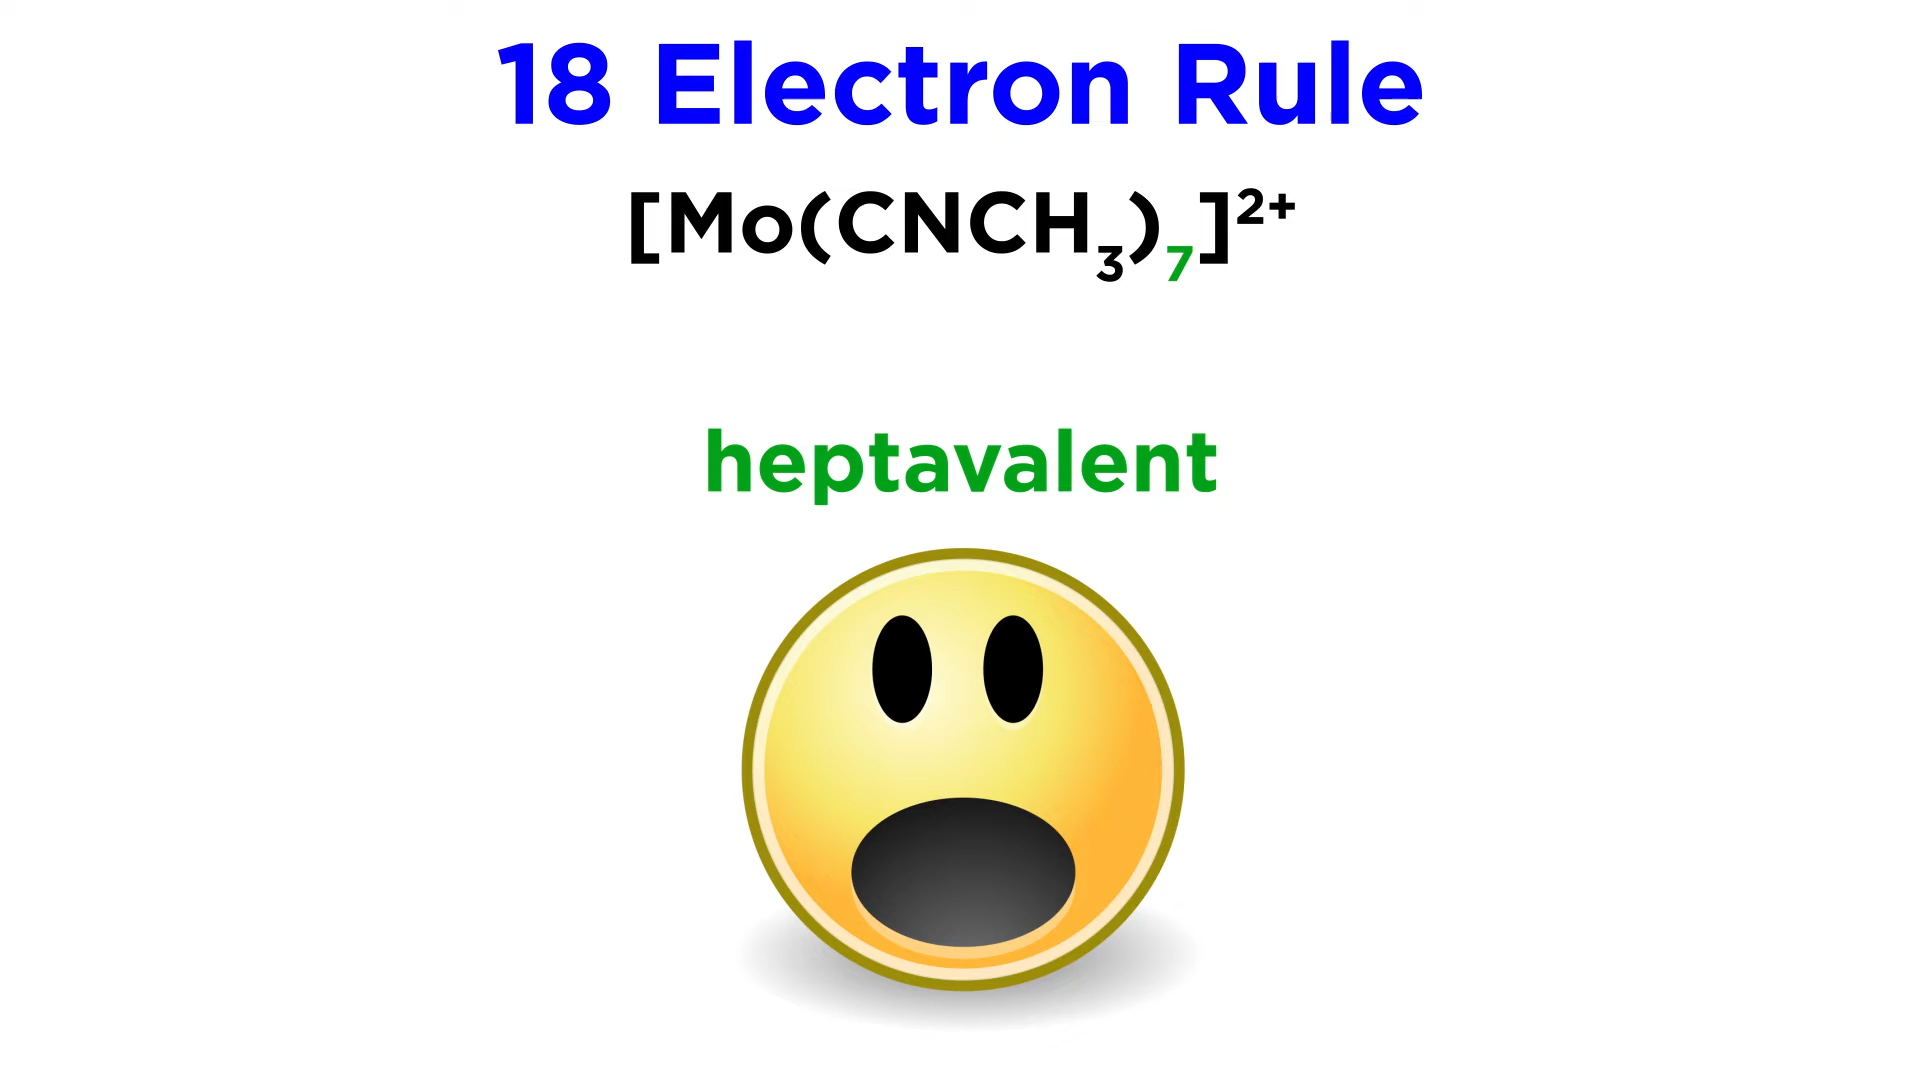 18 Electron Rule
[Mo(CNCH₃)₇]²⁺
heptavalent